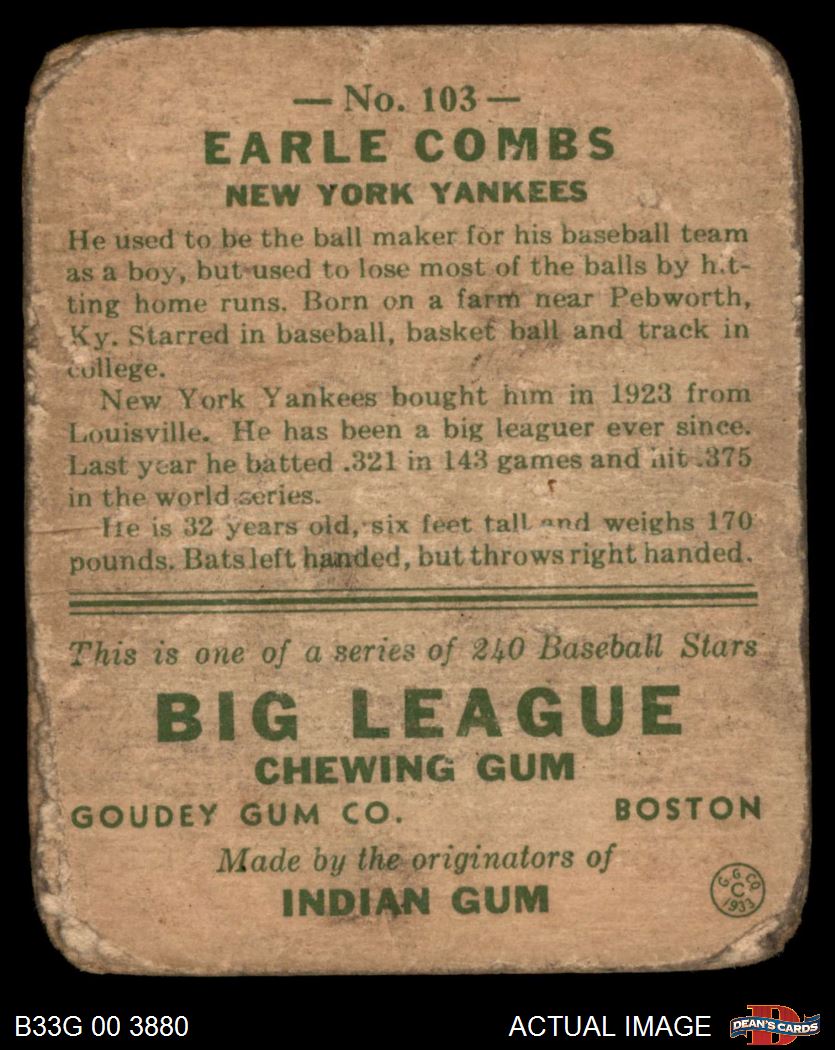 — No. 103 —
EARLE COMBS
NEW YORK YANKEES
He used to be the ball maker for his baseball team
as a boy, but used to lose most of the balls by hit-
ting home runs. Born on a farm near Pebworth,
Ky. Starred in baseball, basket ball and track in
college.
New York Yankees bought him in 1923 from
Louisville. He has been a big leaguer ever since.
Last year he batted .321 in 143 games and hit .375
in the world series.
He is 32 years old, six feet tall and weighs 170
pounds. Bats left handed, but throws right handed.
This is one of a series of 240 Baseball Stars
BIG LEAGUE
CHEWING GUM
GOUDEY GUM CO. BOSTON
Made by the originators of
INDIAN GUM
G. G. CO.
C
1933
B33G 00 3880 ACTUAL IMAGE
D
DEAN'S CARDS